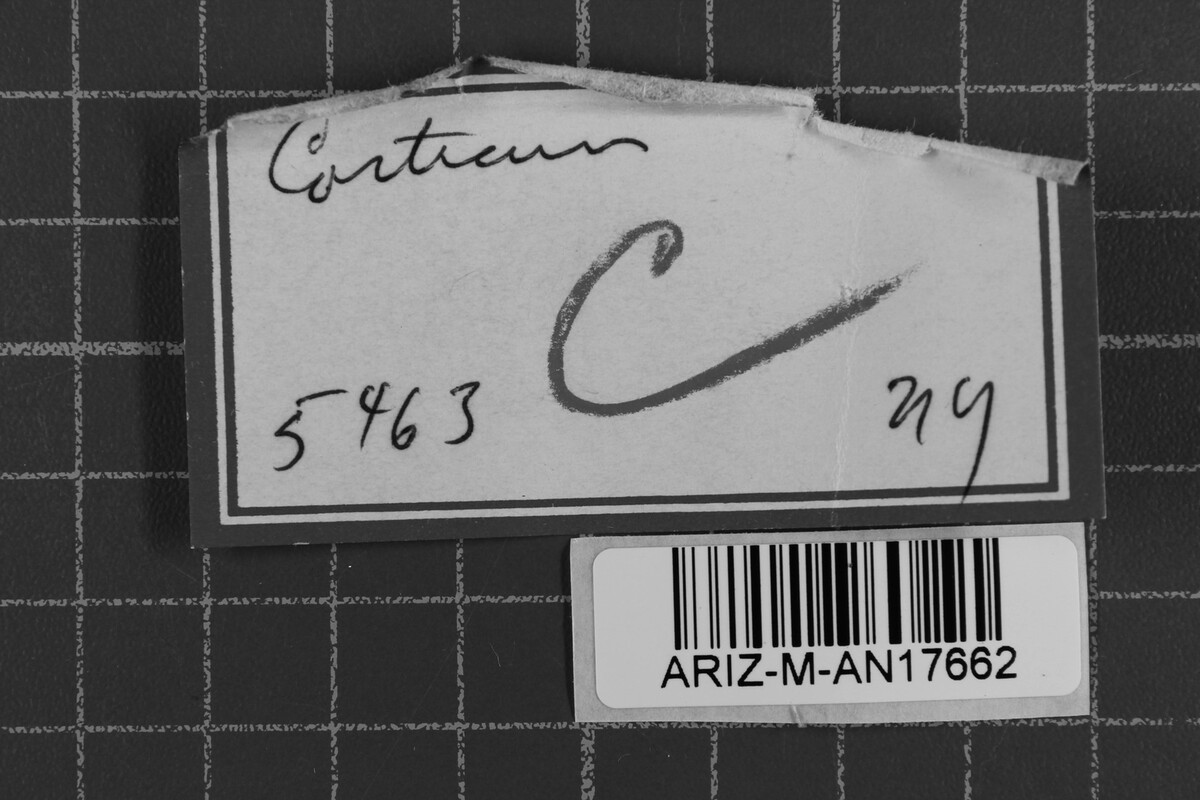 Corticium
C
5463 ny
ARIZ-M-AN17662